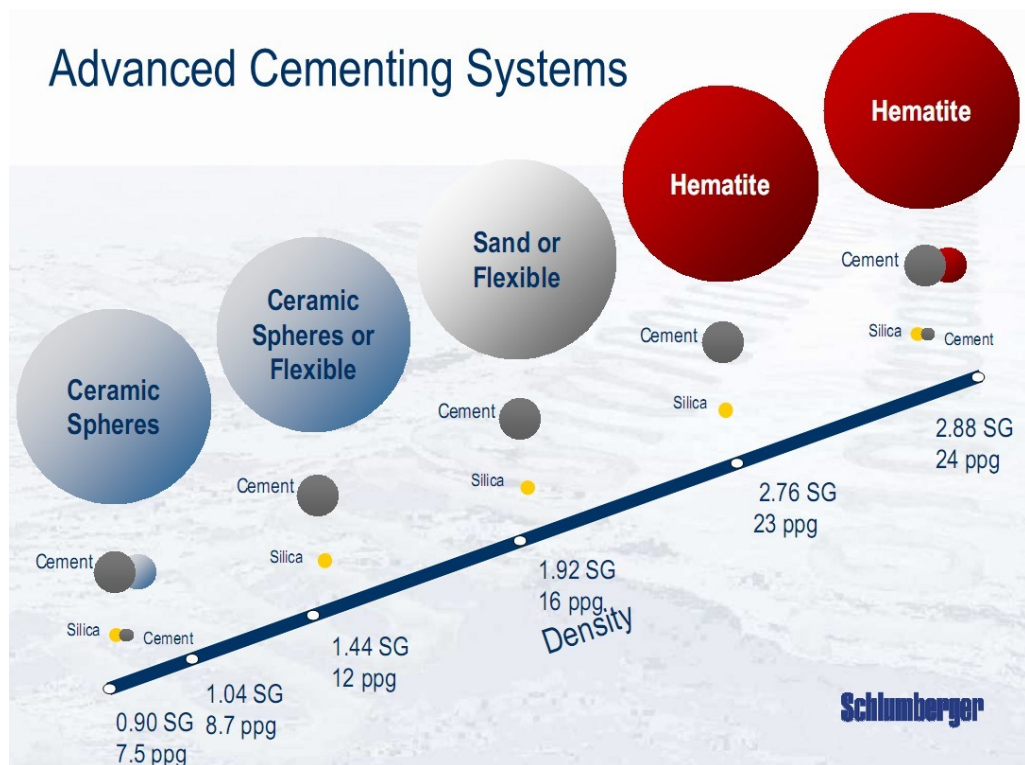 Advanced Cementing Systems
Hematite
Hematite
Sand or
Flexible
Ceramic
Spheres or
Flexible
Ceramic
Spheres
Cement
Cement
Cement
Cement
Cement
Silica
Cement
Silica
Silica
Silica
Silica
Cement
2.88 SG
24 ppg
2.76 SG
23 ppg
1.92 SG
16 ppg
Density
1.44 SG
12 ppg
1.04 SG
8.7 ppg
0.90 SG
7.5 ppg
Schlumberger